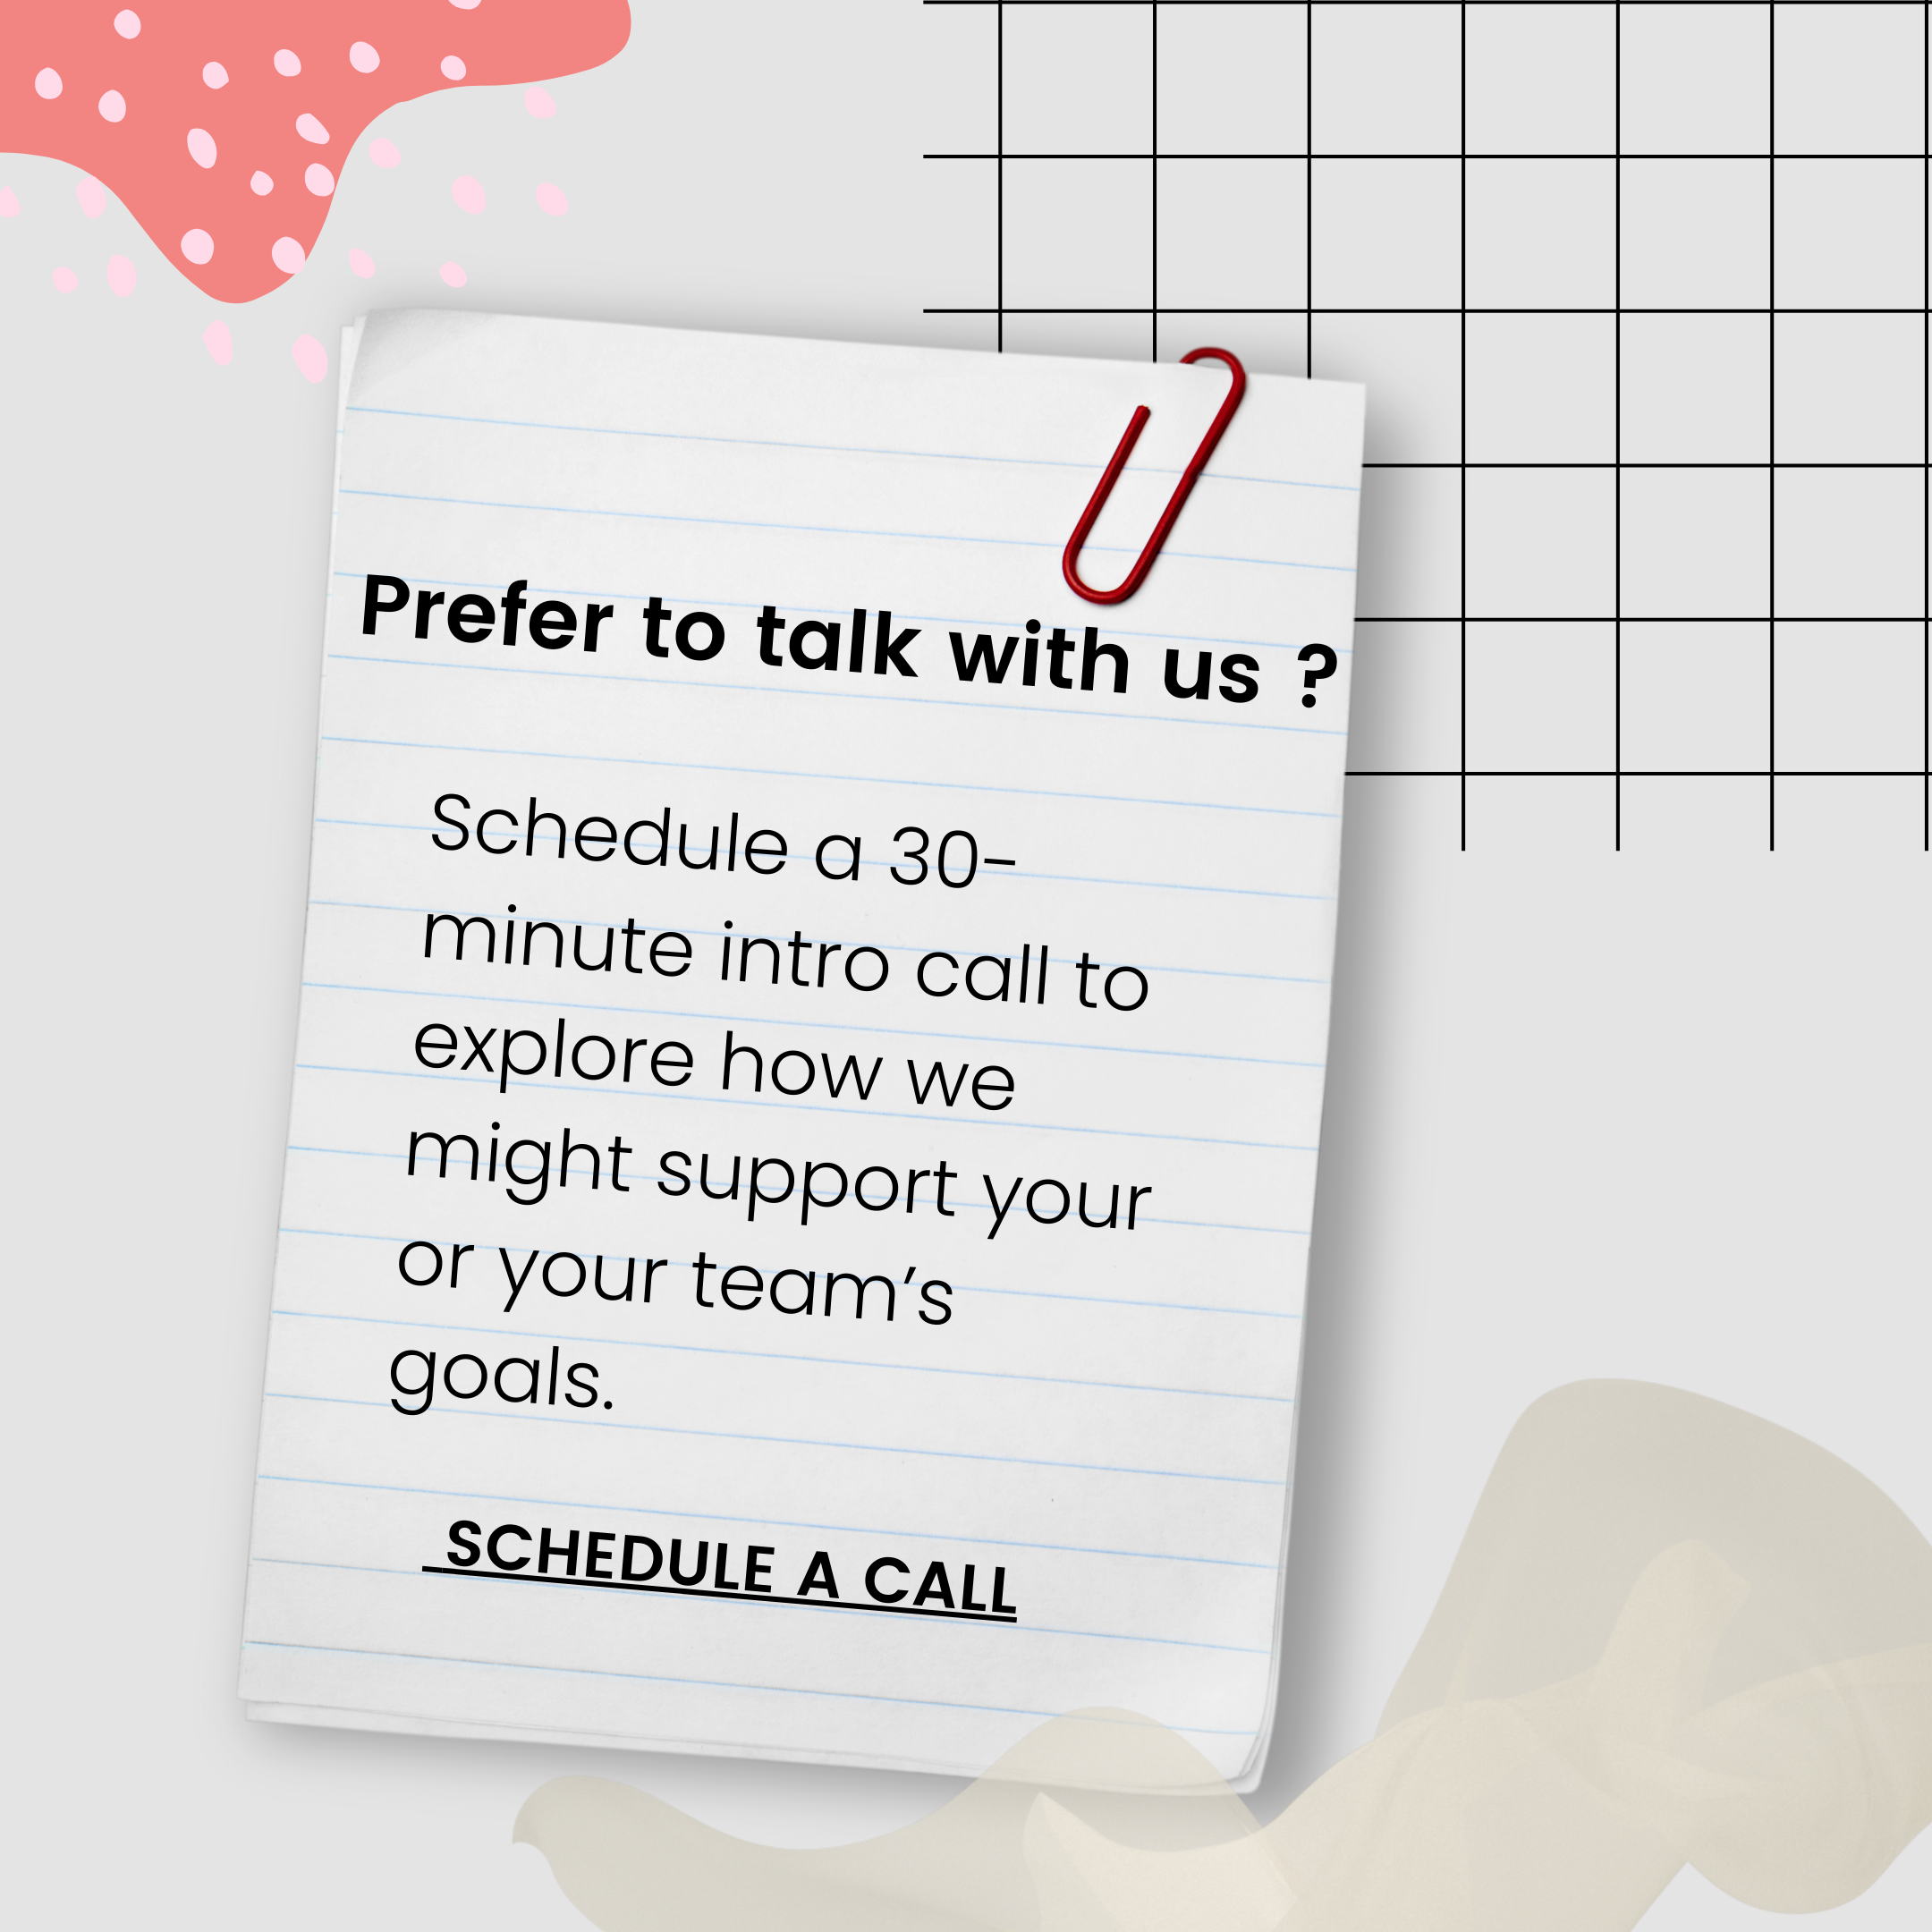 Prefer to talk with us ?
Schedule a 30-
minute intro call to
explore how we
might support your
or your team’s
goals.
SCHEDULE A CALL